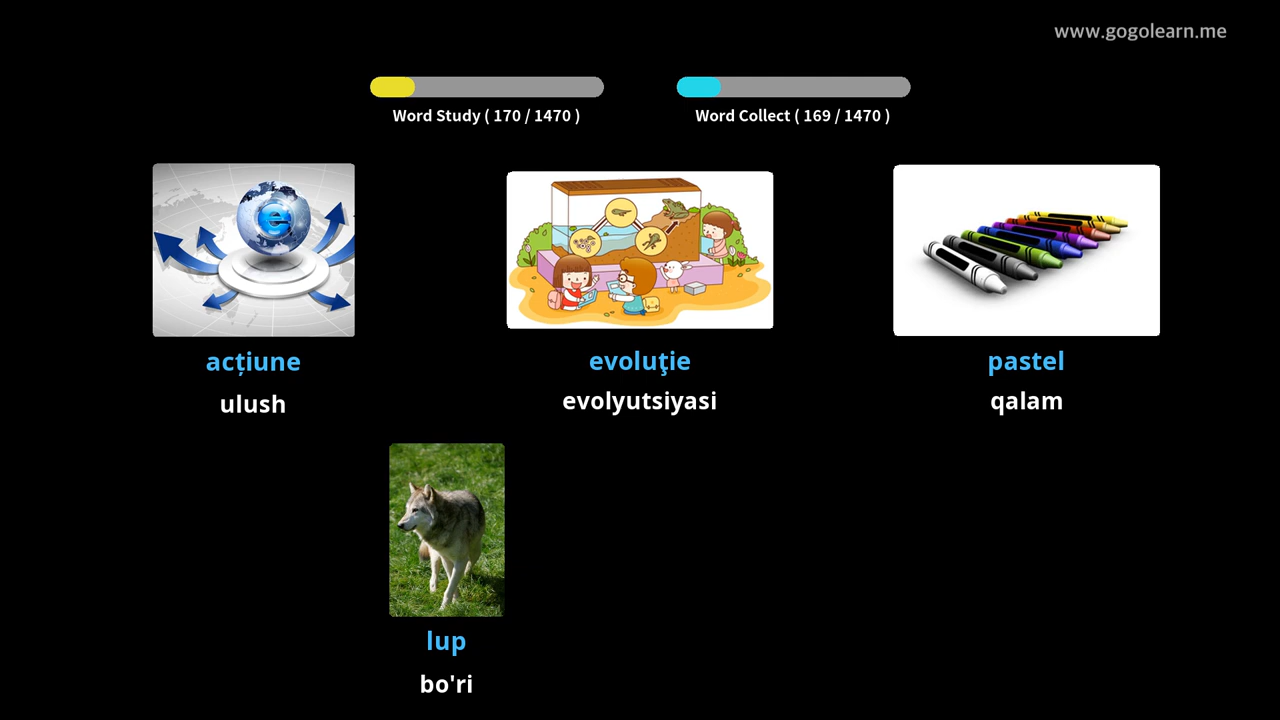 www.gogolearn.me
Word Study ( 170 / 1470 )
Word Collect ( 169 / 1470 )
e
acțiune
evoluţie
pastel
ulush
evolyutsiyasi
qalam
lup
bo'ri